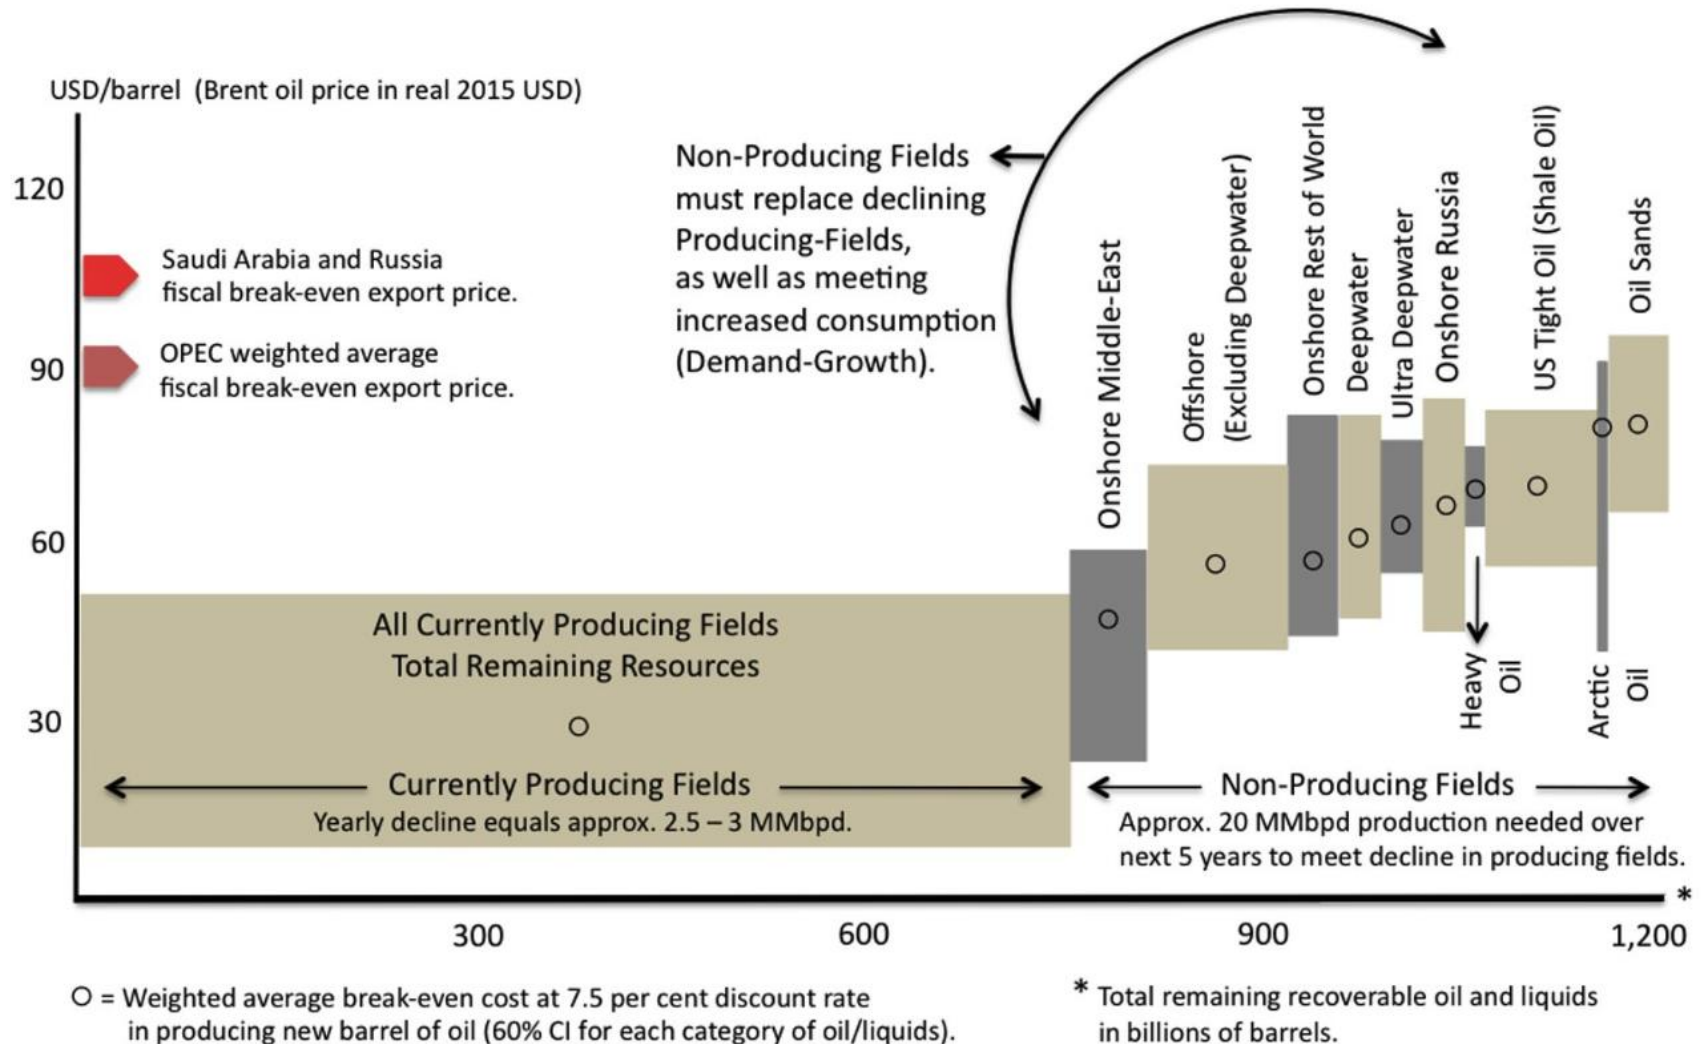 USD/barrel (Brent oil price in real 2015 USD)
120
90
60
30
Saudi Arabia and Russia
fiscal break-even export price.
OPEC weighted average
fiscal break-even export price.
Non-Producing Fields
must replace declining
Producing-Fields,
as well as meeting
increased consumption
(Demand-Growth).
Onshore Middle-East
Offshore
(Excluding Deepwater)
Onshore Rest of World
Deepwater
Ultra Deepwater
Onshore Russia
US Tight Oil (Shale Oil)
Oil Sands
Heavy
Oil
Arctic
Oil
All Currently Producing Fields
Total Remaining Resources
Currently Producing Fields
Yearly decline equals approx. 2.5 – 3 MMbpd.
Non-Producing Fields
Approx. 20 MMbpd production needed over
next 5 years to meet decline in producing fields.
*
300
600
900
1,200
O = Weighted average break-even cost at 7.5 per cent discount rate
in producing new barrel of oil (60% CI for each category of oil/liquids).
* Total remaining recoverable oil and liquids
in billions of barrels.